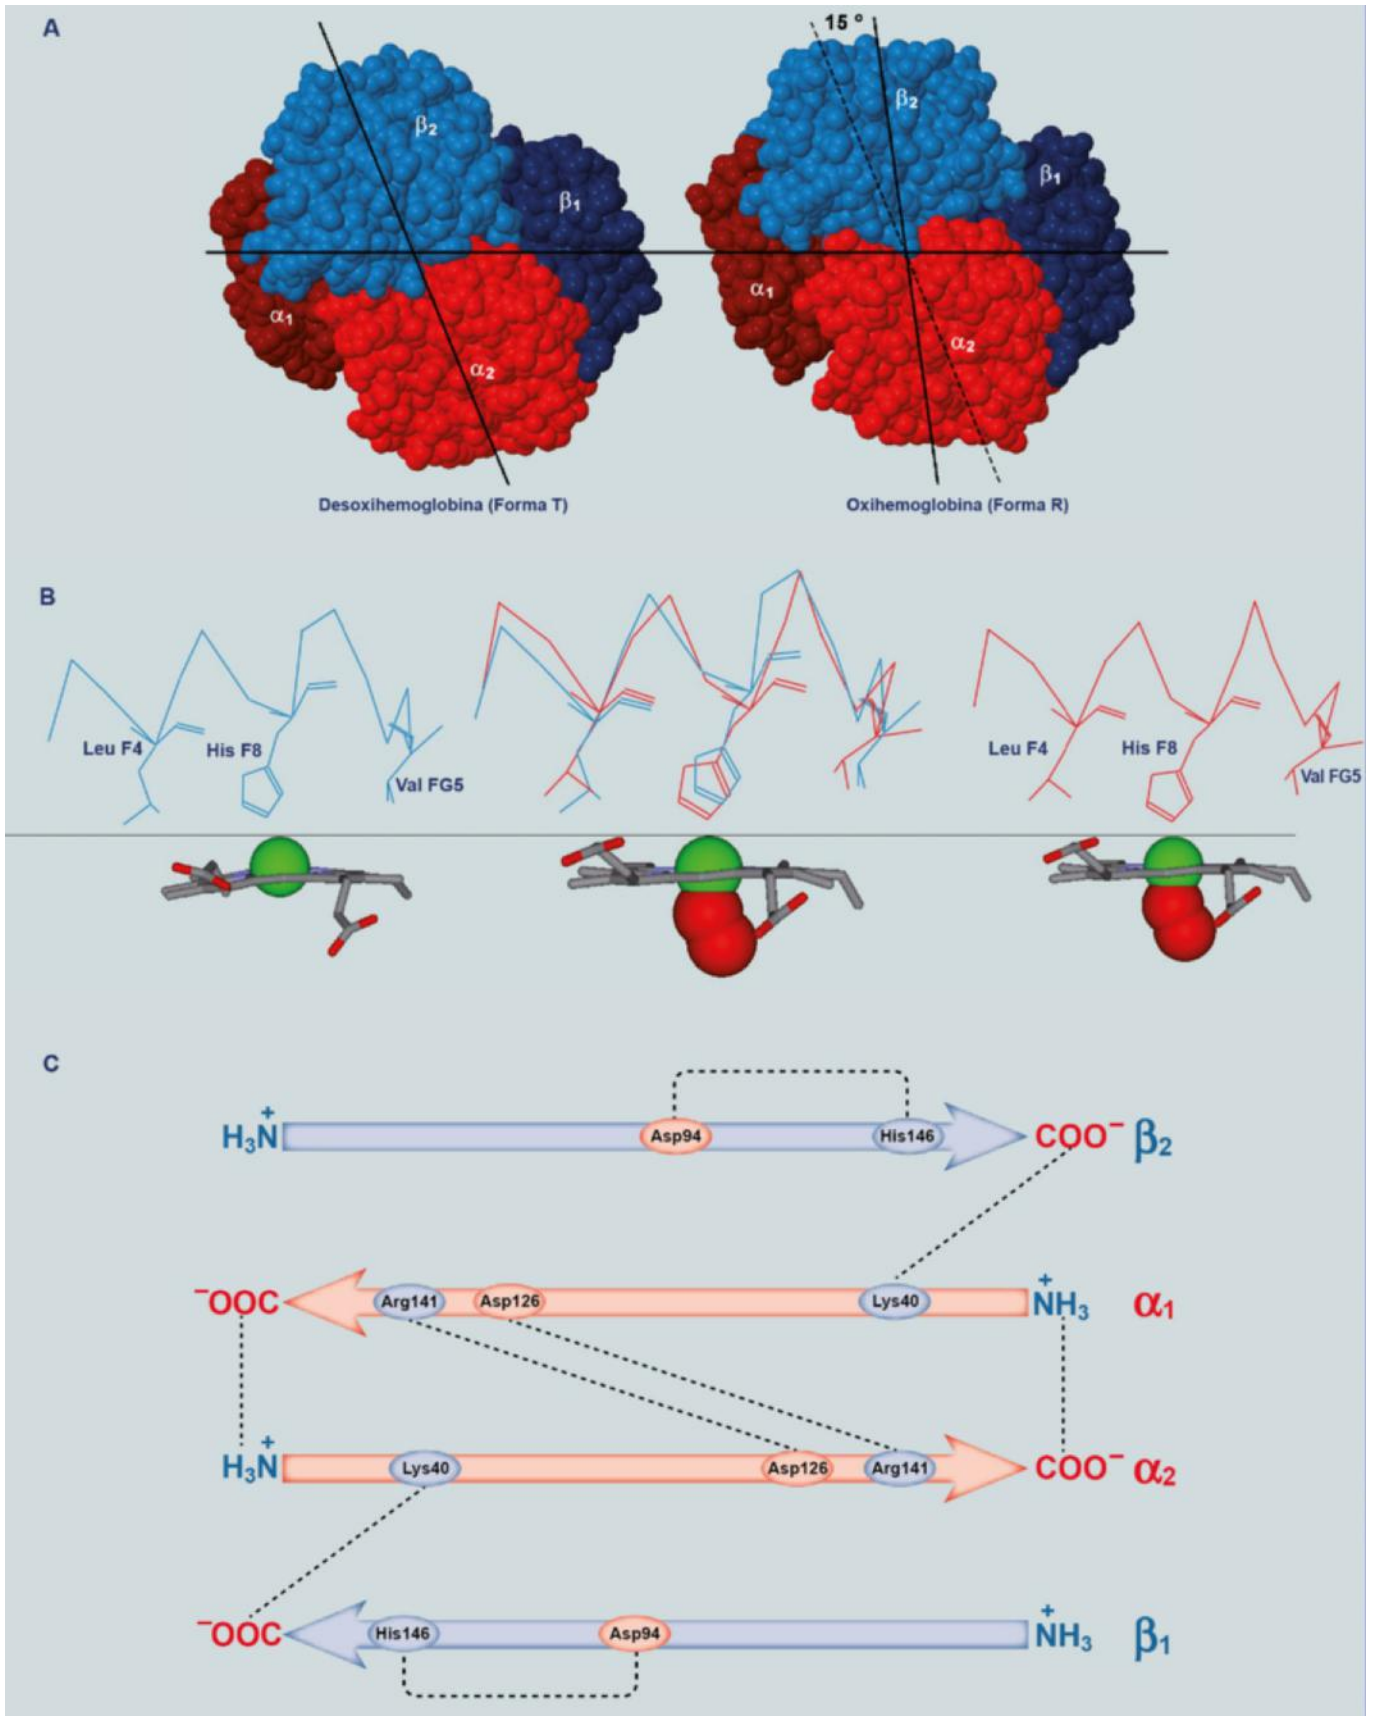 A
15 °
β2
β2
β1
β1
α1
α1
α2
α2
Desoxihemoglobina (Forma T)
Oxihemoglobina (Forma R)
B
Leu F4
His F8
Val FG5
Leu F4
His F8
Val FG5
C
H3N+
Asp94
His146
COO−
β2
−OOC
Arg141
Asp126
Lys40
+NH3
α1
H3N+
Lys40
Asp126
Arg141
COO−
α2
−OOC
His146
Asp94
+NH3
β1